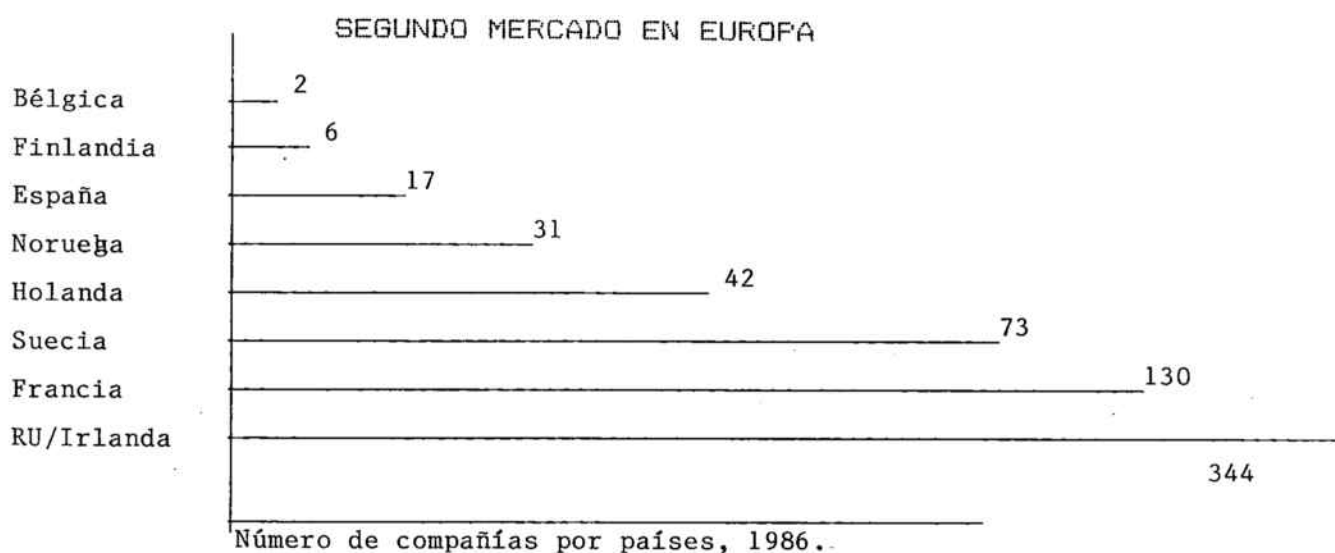 SEGUNDO MERCADO EN EUROPA
Bélgica 2
Finlandia 6
España 17
Noruega 31
Holanda 42
Suecia 73
Francia 130
RU/Irlanda 344
Número de compañías por países, 1986.